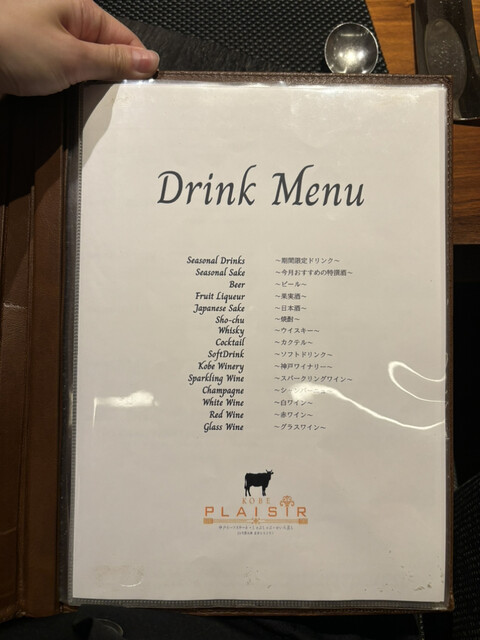 Drink Menu
Seasonal Drinks ～期間限定ドリンク～
Seasonal Sake ～今月おすすめの特撰酒～
Beer ～ビール～
Fruit Liqueur ～果実酒～
Japanese Sake ～日本酒～
Sho-chu ～焼酎～
Whisky ～ウイスキー～
Cocktail ～カクテル～
SoftDrink ～ソフトドリンク～
Kobe Winery ～神戸ワイナリー～
Sparkling Wine ～スパークリングワイン～
Champagne
White Wine ～白ワイン～
Red Wine ～赤ワイン～
Glass Wine ～グラスワイン～
KOBE
PLAISIR